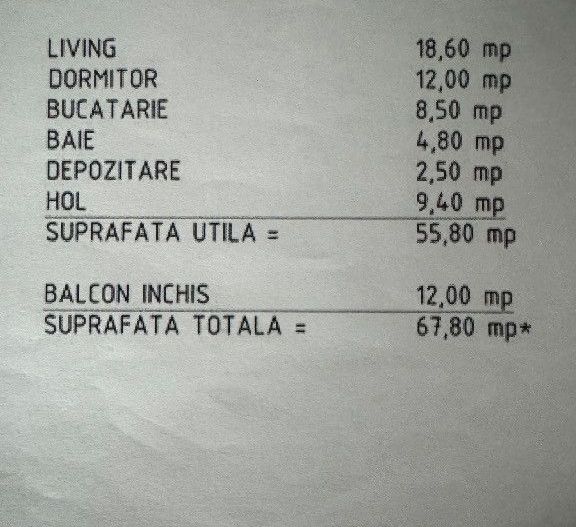 LIVING 18,60 mp
DORMITOR 12,00 mp
BUCATARIE 8,50 mp
BAIE 4,80 mp
DEPOZITARE 2,50 mp
HOL 9,40 mp
SUPRAFATA UTILA = 55,80 mp
BALCON INCHIS 12,00 mp
SUPRAFATA TOTALA = 67,80 mp*